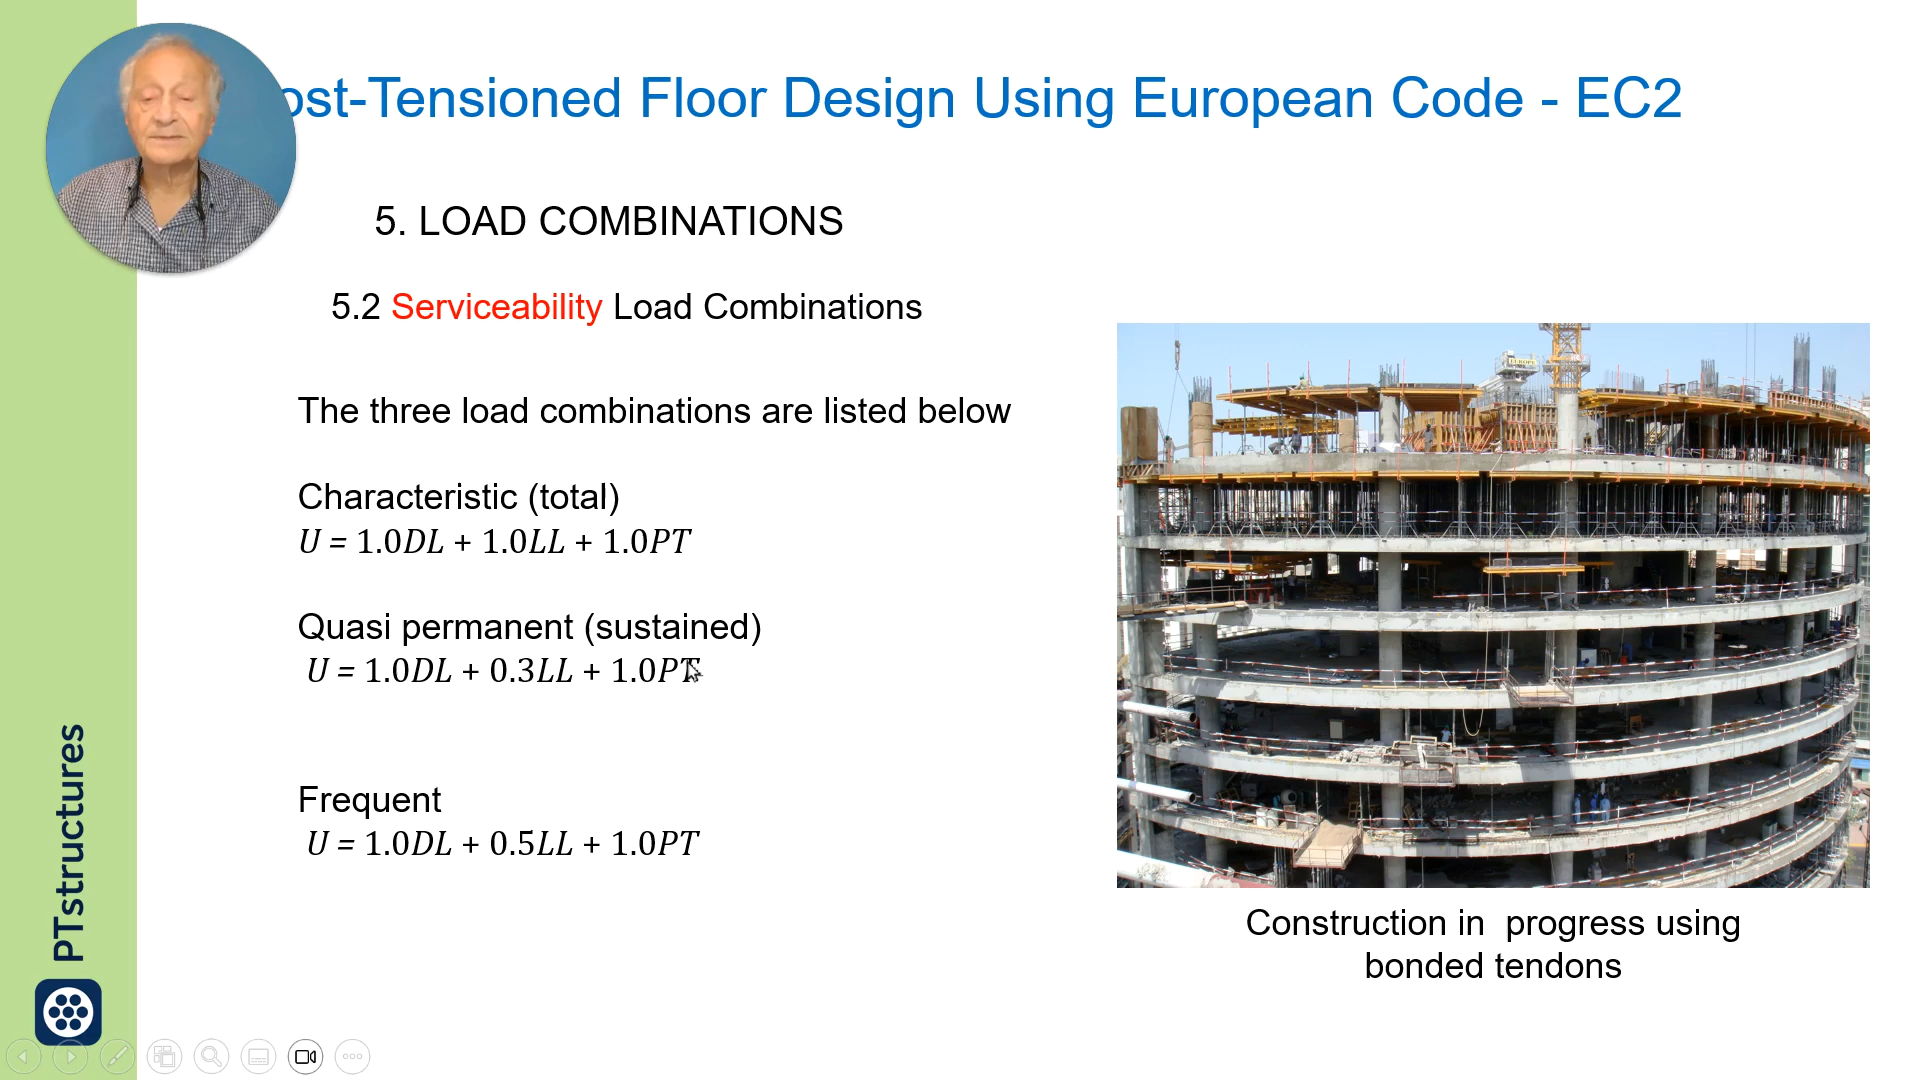 ost-Tensioned Floor Design Using European Code - EC2
5. LOAD COMBINATIONS
5.2 Serviceability Load Combinations
The three load combinations are listed below
Characteristic (total)
U = 1.0DL + 1.0LL + 1.0PT
Quasi permanent (sustained)
U = 1.0DL + 0.3LL + 1.0PT
Frequent
U = 1.0DL + 0.5LL + 1.0PT
Construction in  progress using
bonded tendons
PTstructures